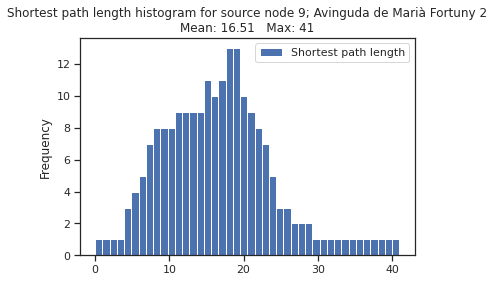 Shortest path length histogram for source node 9; Avinguda de Marià Fortuny 2
Mean: 16.51   Max: 41
Shortest path length
Frequency
12
10
8
6
4
2
0
0 10 20 30 40